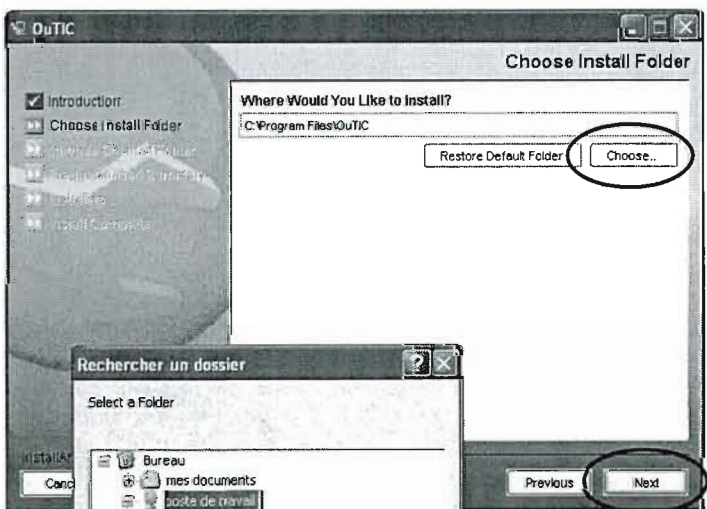 OuTIC
Choose Install Folder
Introduction
Choose Install Folder
Where Would You Like to Install?
C:\Program Files\OuTIC
Restore Default Folder
Choose...
Rechercher un dossier
Select a Folder
Bureau
mes documents
poste de travail
Previous
Next